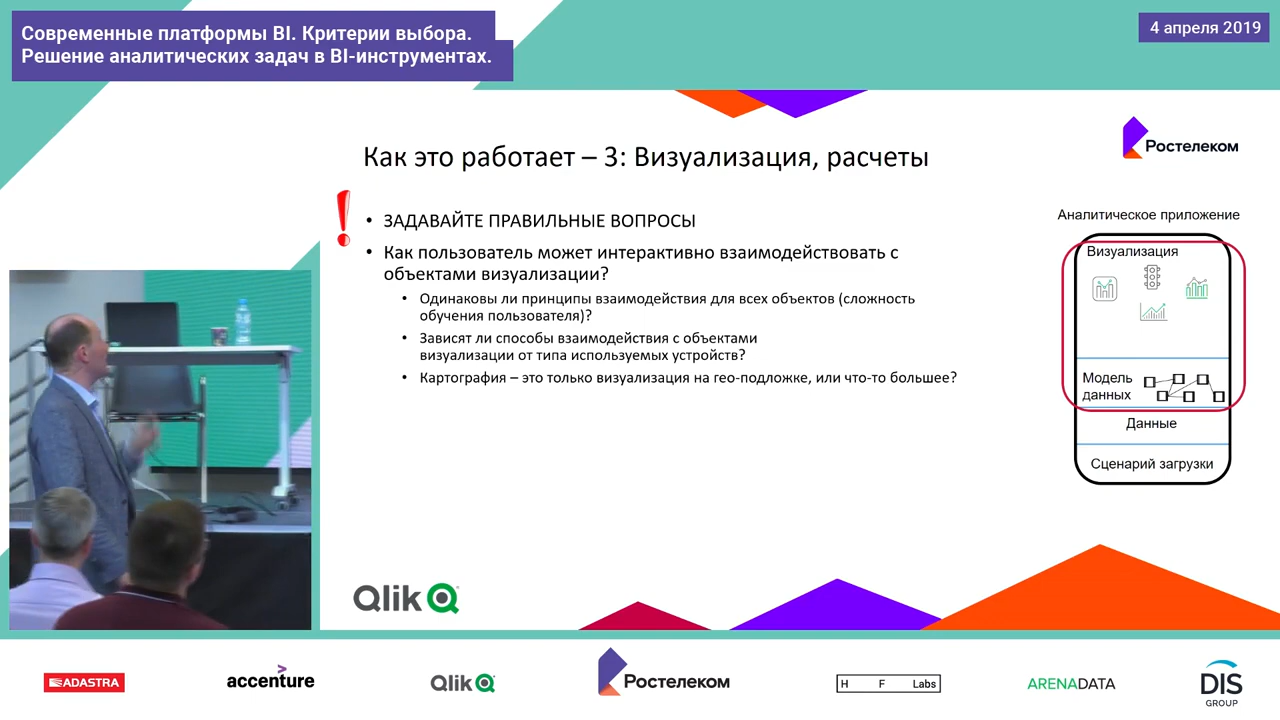 Современные платформы BI. Критерии выбора.
Решение аналитических задач в BI-инструментах.
4 апреля 2019
Как это работает – 3: Визуализация, расчеты
Ростелеком
• ЗАДАВАЙТЕ ПРАВИЛЬНЫЕ ВОПРОСЫ
• Как пользователь может интерактивно взаимодействовать с
объектами визуализации?
• Одинаковы ли принципы взаимодействия для всех объектов (сложность
обучения пользователя)?
• Зависят ли способы взаимодействия с объектами
визуализации от типа используемых устройств?
• Картография – это только визуализация на гео-подложке, или что-то большее?
Аналитическое приложение
Визуализация
Модель
данных
Данные
Сценарий загрузки
Qlik
ADASTRA
accenture
Qlik
Ростелеком
H F Labs
ARENADATA
DIS
GROUP